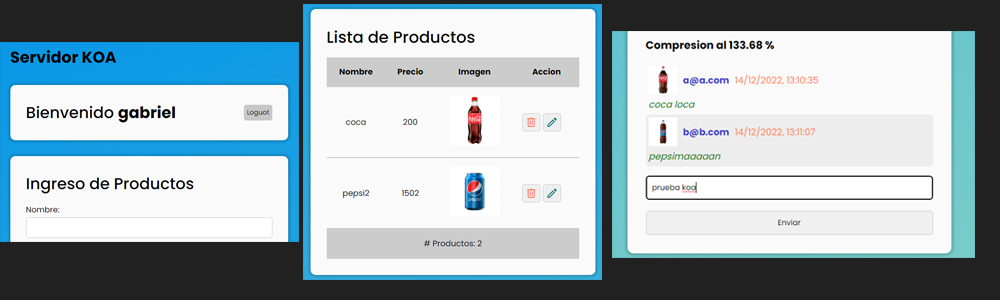 Servidor KOA
Bienvenido gabriel
Loguot
Ingreso de Productos
Nombre:
Lista de Productos
Nombre Precio Imagen Accion
coca 200
pepsi2 1502
pepsi
# Productos: 2
Compresion al 133.68 %
a@a.com 14/12/2022, 13:10:35
coca loca
b@b.com 14/12/2022, 13:11:07
pepsimaaaaan
prueba koa
Enviar